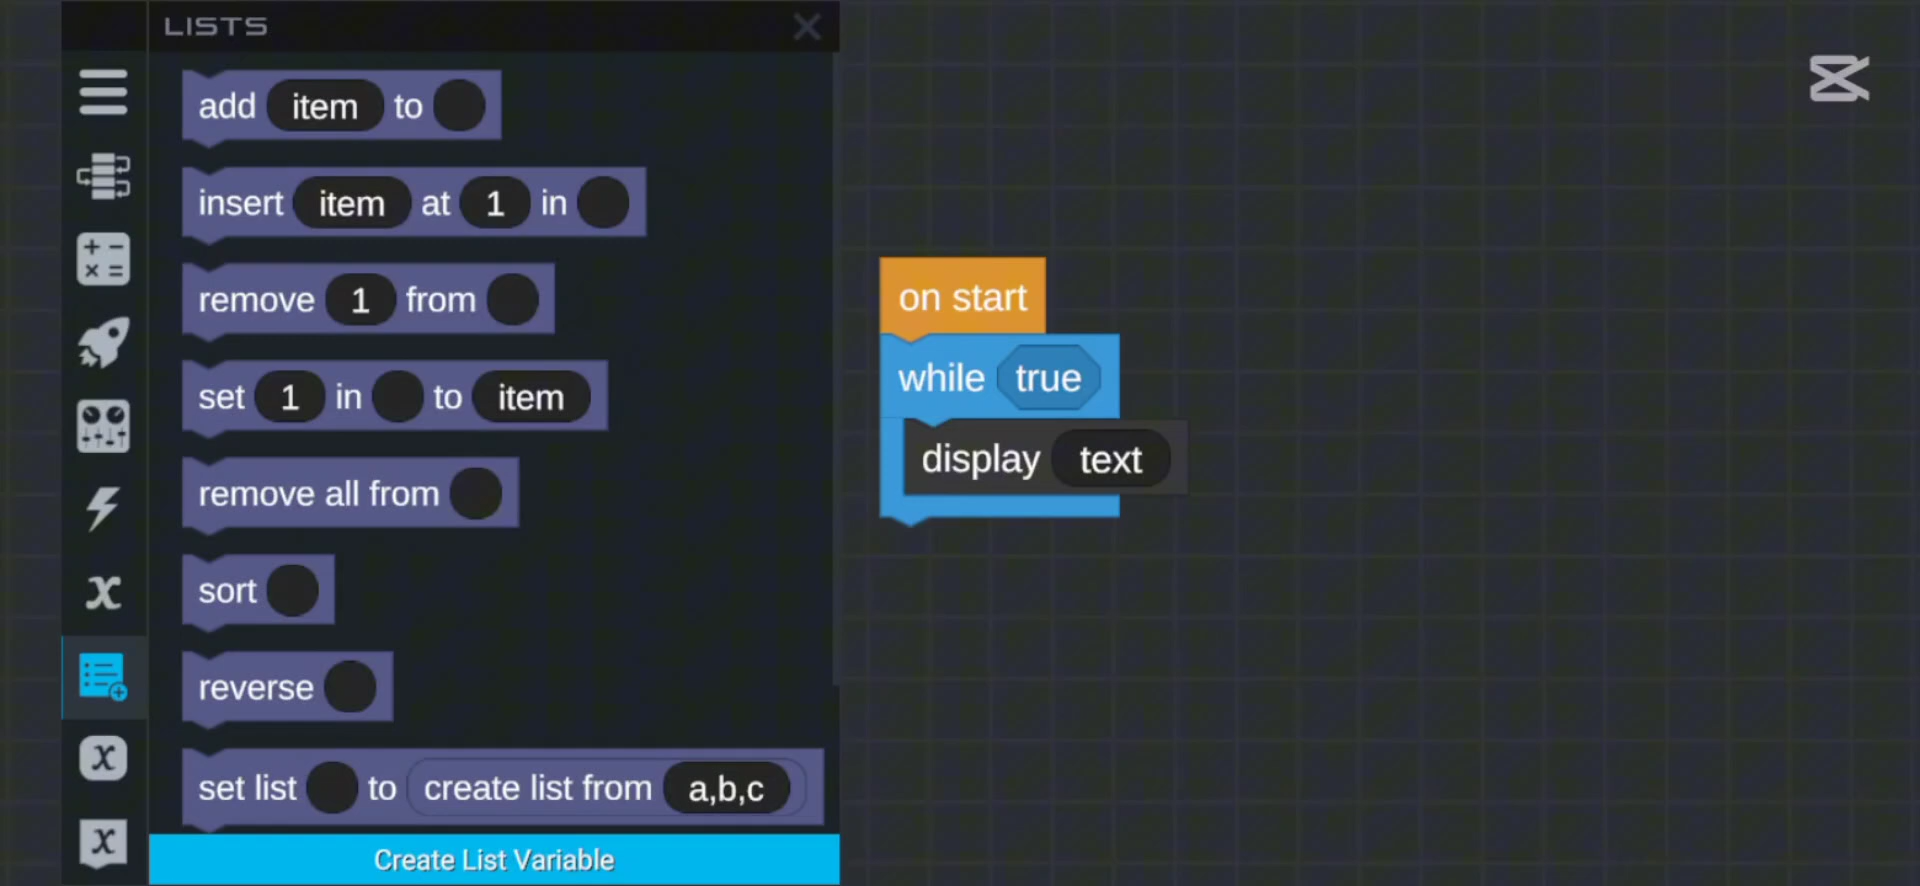 LISTS
add item to
insert item at 1 in
remove 1 from
set 1 in to item
remove all from
sort
reverse
set list to create list from a,b,c
Create List Variable
x
x
x
on start
while true
display text